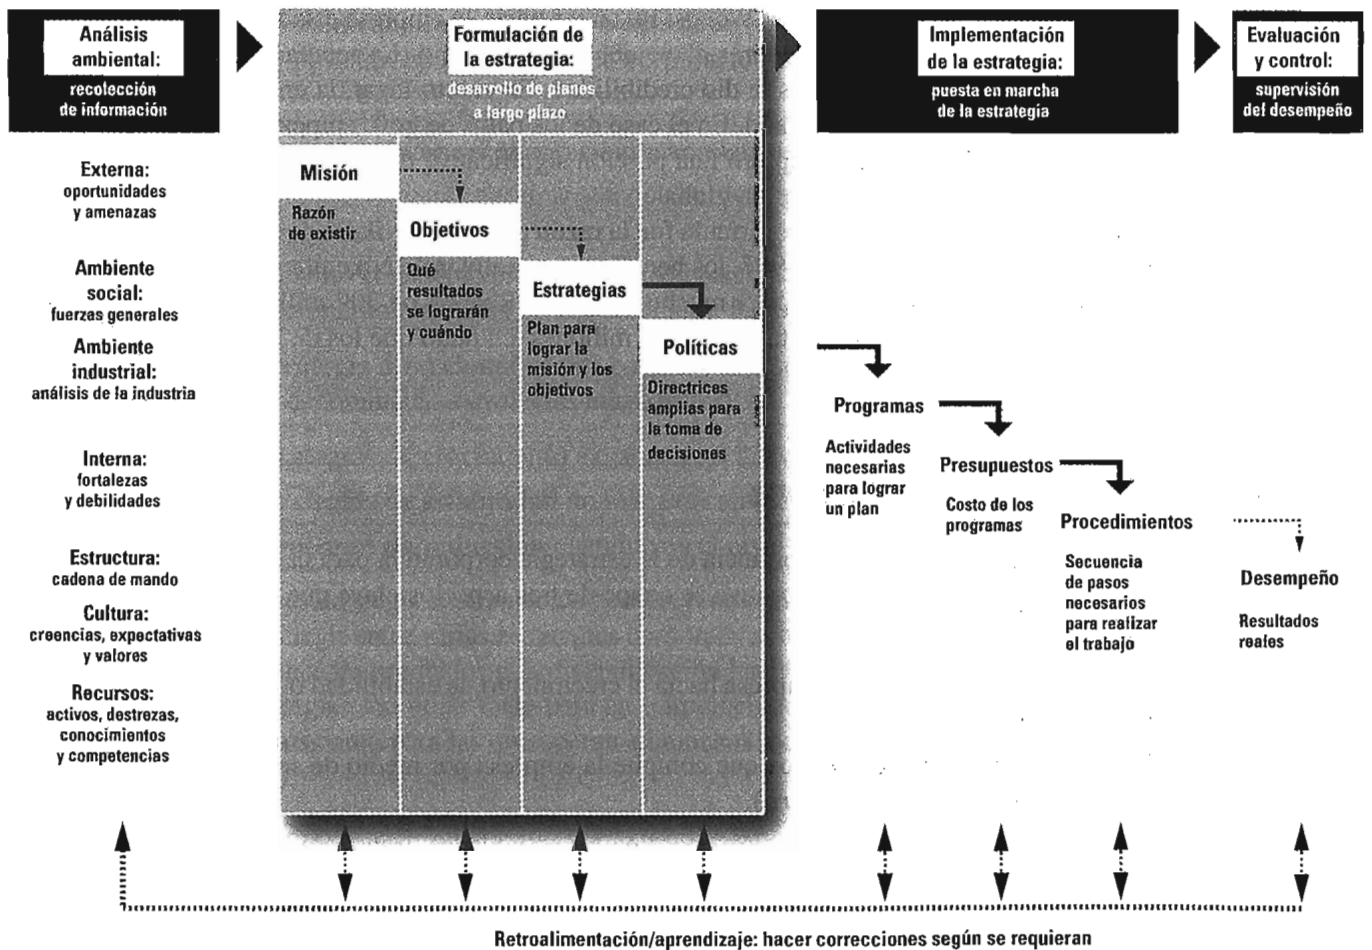 Análisis
ambiental:
recolección
de información
Formulación de
la estrategia:
desarrollo de planes
a largo plazo
Implementación
de la estrategia:
puesta en marcha
de la estrategia
Evaluación
y control:
supervisión
del desempeño
Externa:
oportunidades
y amenazas
Ambiente
social:
fuerzas generales
Ambiente
industrial:
análisis de la industria
Interna:
fortalezas
y debilidades
Estructura:
cadena de mando
Cultura:
creencias, expectativas
y valores
Recursos:
activos, destrezas,
conocimientos
y competencias
Misión
Razón
de existir
Objetivos
Qué
resultados
se lograrán
y cuándo
Estrategias
Plan para
lograr la
misión y los
objetivos
Políticas
Directrices
amplias para
la toma de
decisiones
Programas
Actividades
necesarias
para lograr
un plan
Presupuestos
Costo de los
programas
Procedimientos
Secuencia
de pasos
necesarios
para realizar
el trabajo
Desempeño
Resultados
reales
Retroalimentación/aprendizaje: hacer correcciones según se requieran